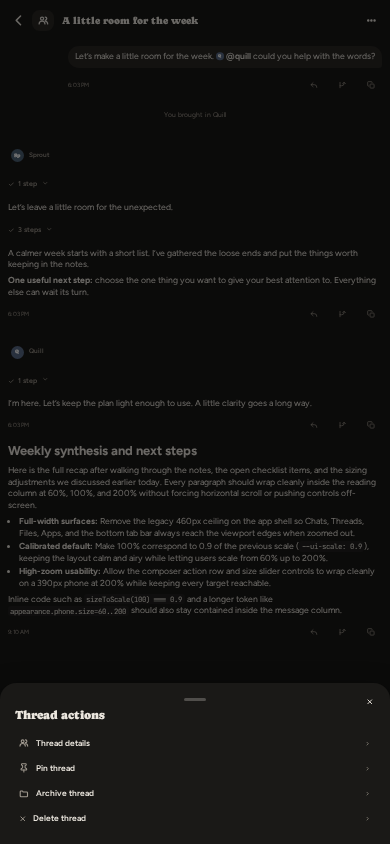 A little room for the week
Let's make a little room for the week. @quill could you help with the words?
6:03PM
You brought in Quill
Sprout
1 step
Let's leave a little room for the unexpected.
3 steps
A calmer week starts with a short list. I've gathered the loose ends and put the things worth
keeping in the notes.
One useful next step: choose the one thing you want to give your best attention to. Everything
else can wait its turn.
6:03PM
Quill
1 step
I'm here. Let's keep the plan light enough to use. A little clarity goes a long way.
6:03PM
Weekly synthesis and next steps
Here is the full recap after walking through the notes, the open checklist items, and the sizing
adjustments we discussed earlier today. Every paragraph should wrap cleanly inside the reading
column at 60%, 100%, and 200% without forcing horizontal scroll or pushing controls off-
screen.
• Full-width surfaces: Remove the legacy 460px ceiling on the app shell so Chats, Threads,
Files, Apps, and the bottom tab bar always reach the viewport edges when zoomed out.
• Calibrated default: Make 100% correspond to 0.9 of the previous scale ( --ui-scale: 0.9 ),
keeping the layout calm and airy while letting users scale from 60% up to 200%.
• High-zoom usability: Allow the composer action row and size slider controls to wrap cleanly
on a 390px phone at 200% while keeping every target reachable.
Inline code such as sizeToScale(100) === 0.9 and a longer token like
appearance.phone.size=60..200 should also stay contained inside the message column.
9:10AM
Thread actions
Thread details
Pin thread
Archive thread
Delete thread